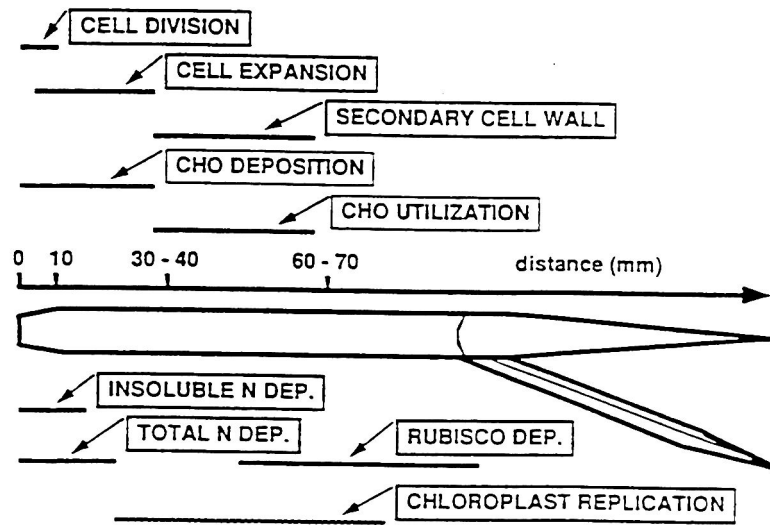 CELL DIVISION
CELL EXPANSION
SECONDARY CELL WALL
CHO DEPOSITION
CHO UTILIZATION
0 10 30 - 40 60 - 70 distance (mm)
INSOLUBLE N DEP.
TOTAL N DEP. RUBISCO DEP.
CHLOROPLAST REPLICATION